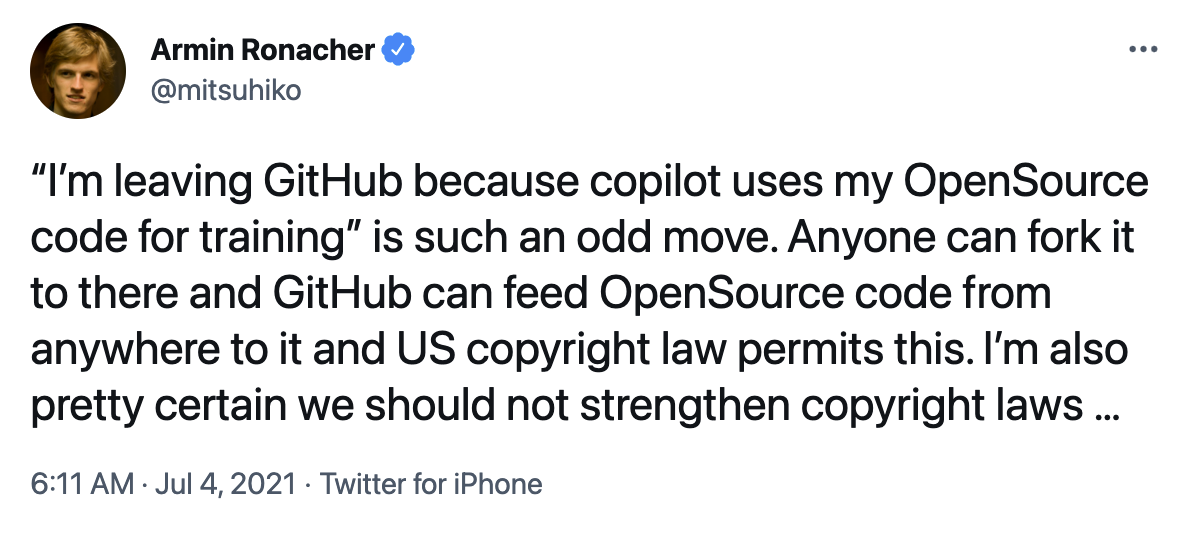 Armin Ronacher
@mitsuhiko
“I’m leaving GitHub because copilot uses my OpenSource
code for training” is such an odd move. Anyone can fork it
to there and GitHub can feed OpenSource code from
anywhere to it and US copyright law permits this. I’m also
pretty certain we should not strengthen copyright laws ...
6:11 AM · Jul 4, 2021 · Twitter for iPhone